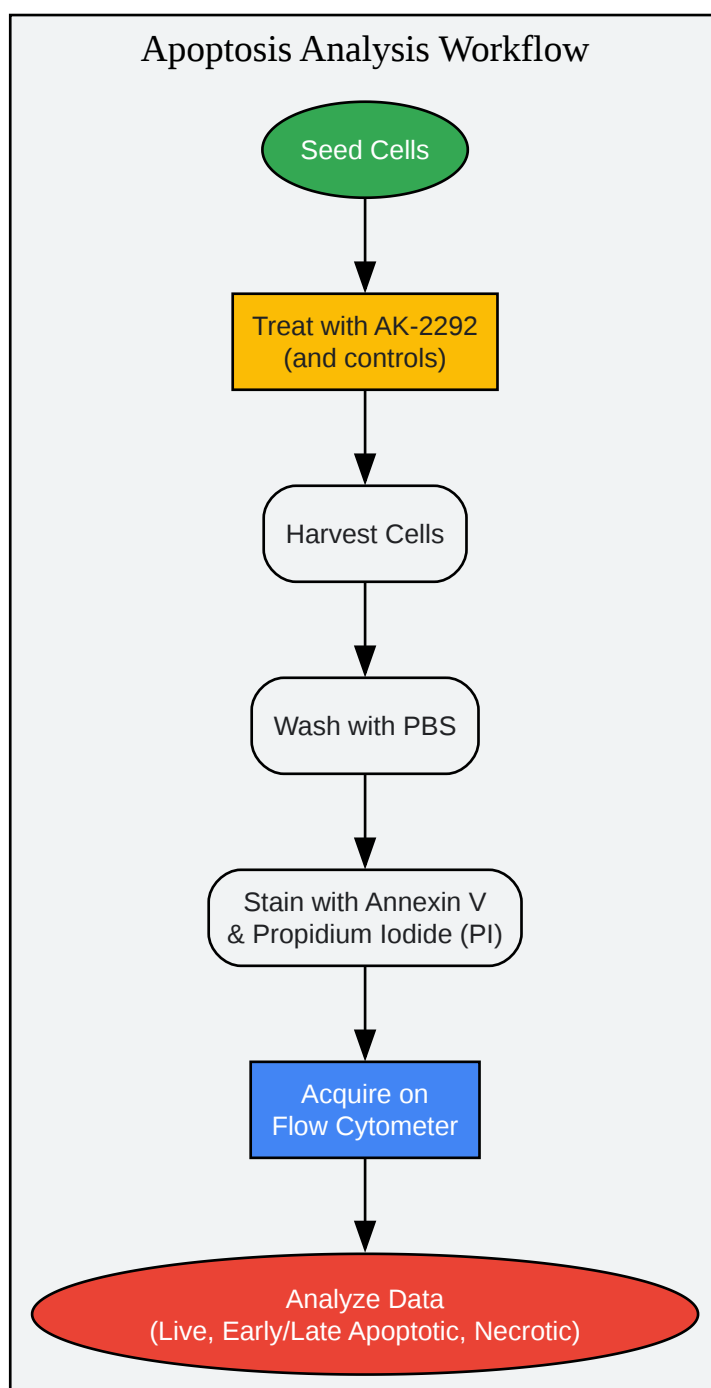 Apoptosis Analysis Workflow
Seed Cells
Treat with AK-2292
(and controls)
Harvest Cells
Wash with PBS
Stain with Annexin V
& Propidium Iodide (PI)
Acquire on
Flow Cytometer
Analyze Data
(Live, Early/Late Apoptotic, Necrotic)